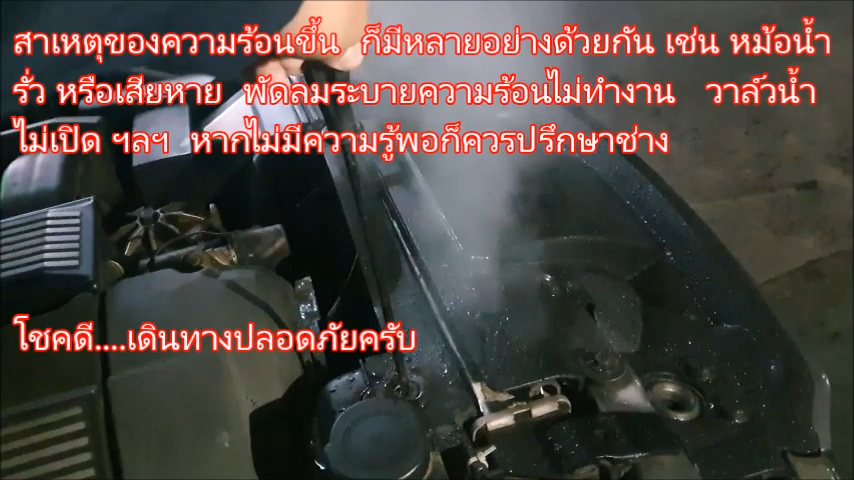 สาเหตุของความร้อนขึ้น ก็มีหลายอย่างด้วยกัน เช่น หม้อน้ำ
รั่ว หรือเสียหาย พัดลมระบายความร้อนไม่ทำงาน วาล์วน้ำ
ไม่เปิด ฯลฯ หากไม่มีความรู้พอก็ควรปรึกษาช่าง
โชคดี....เดินทางปลอดภัยครับ